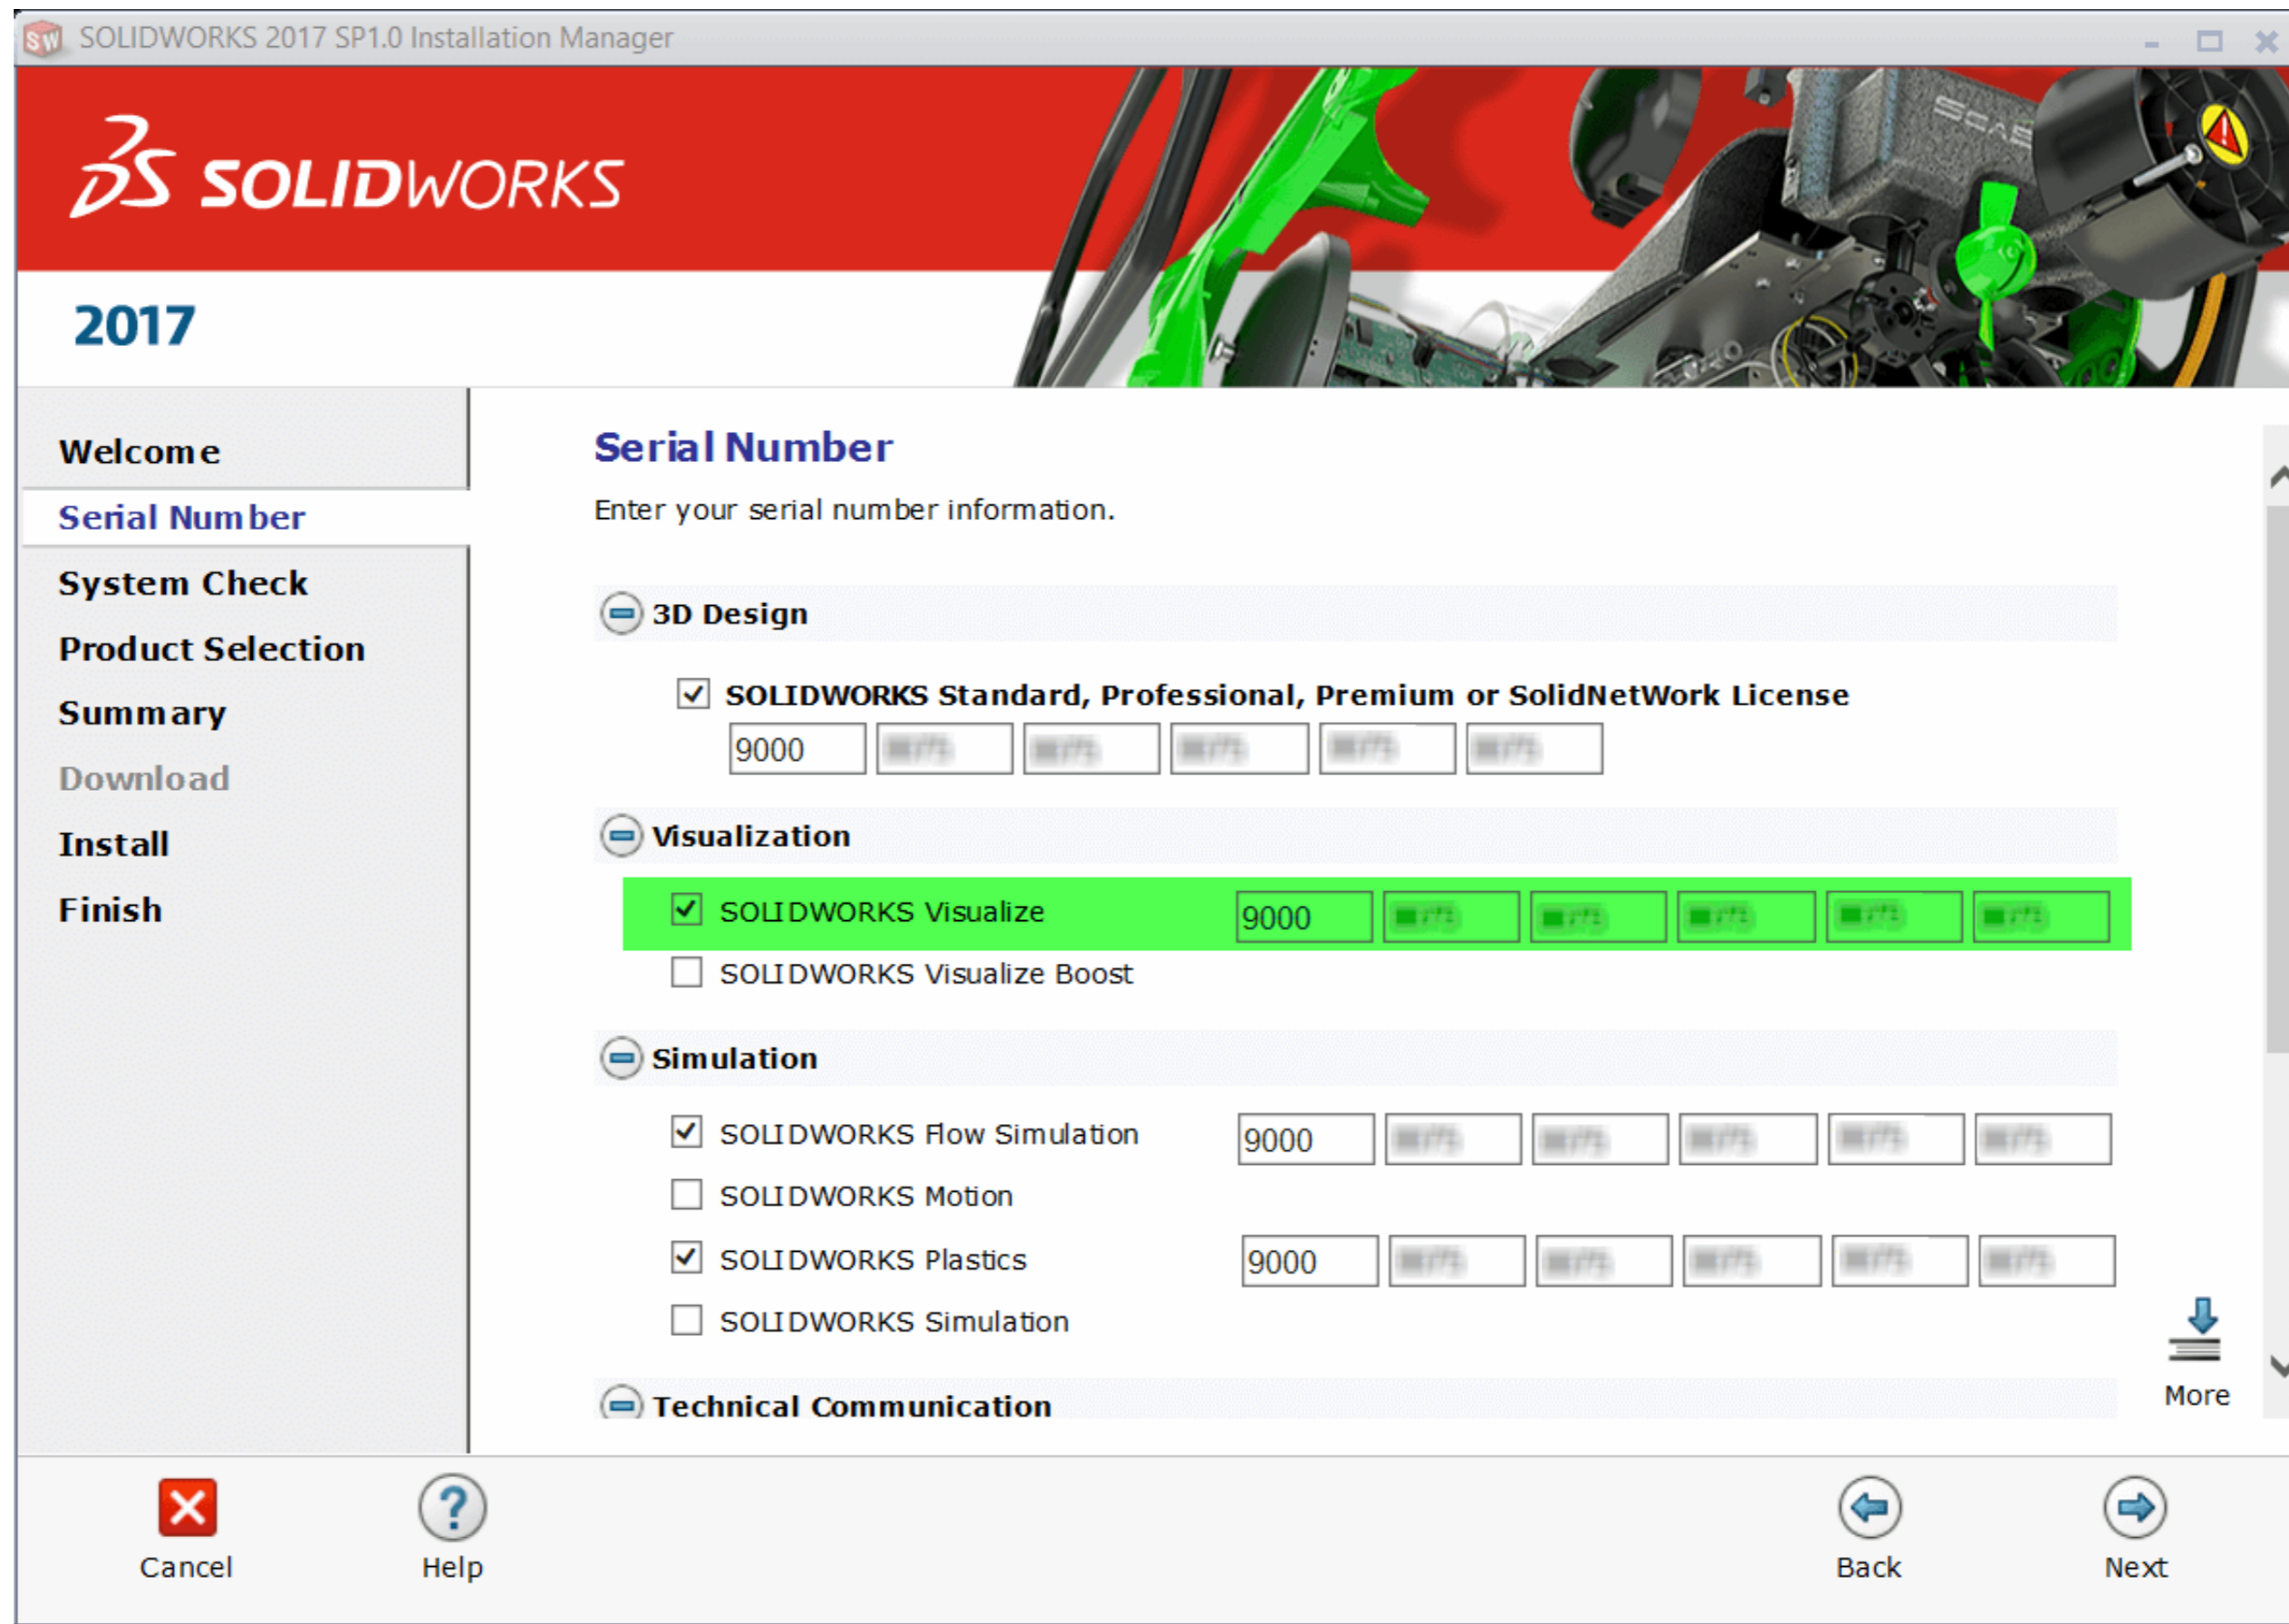 SOLIDWORKS 2017 SP1.0 Installation Manager
SOLIDWORKS
2017
Welcome
Serial Number
System Check
Product Selection
Summary
Download
Install
Finish
Serial Number
Enter your serial number information.
3D Design
SOLIDWORKS Standard, Professional, Premium or SolidNetWork License
9000
Visualization
SOLIDWORKS Visualize 9000
SOLIDWORKS Visualize Boost
Simulation
SOLIDWORKS Flow Simulation 9000
SOLIDWORKS Motion
SOLIDWORKS Plastics 9000
SOLIDWORKS Simulation
Technical Communication
More
Cancel
Help
Back
Next